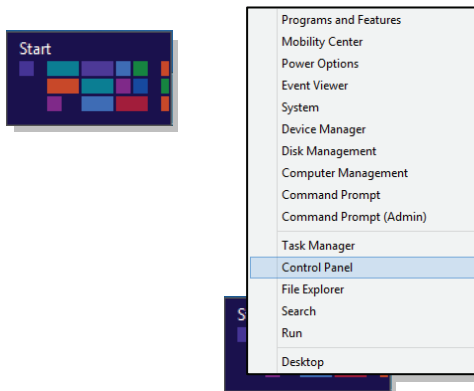 Start
Programs and Features
Mobility Center
Power Options
Event Viewer
System
Device Manager
Disk Management
Computer Management
Command Prompt
Command Prompt (Admin)
Task Manager
Control Panel
File Explorer
Search
Run
Desktop